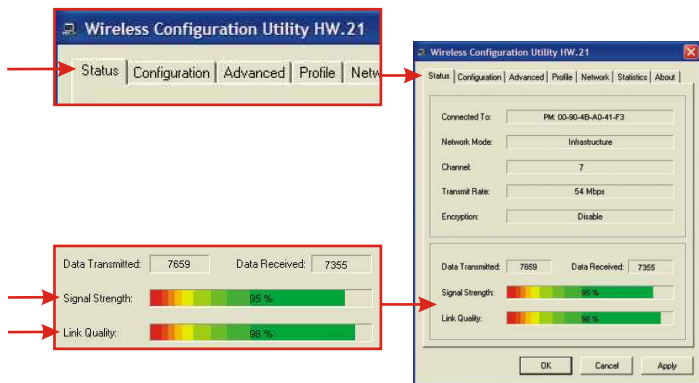 Wireless Configuration Utility HW.21
Status Configuration Advanced Profile Netw
Data Transmitted: 7659 Data Received: 7355
Signal Strength: 95 %
Link Quality: 98 %
Wireless Configuration Utility HW.21
Status Configuration Advanced Profile Network Statistics About
Connected To: PM: 00-90-4B-A0-41-F3
Network Mode: Infrastructure
Channel: 7
Transmit Rate: 54 Mbps
Encryption: Disable
Data Transmitted: 7659 Data Received: 7355
Signal Strength: 95 %
Link Quality: 98 %
OK Cancel Apply